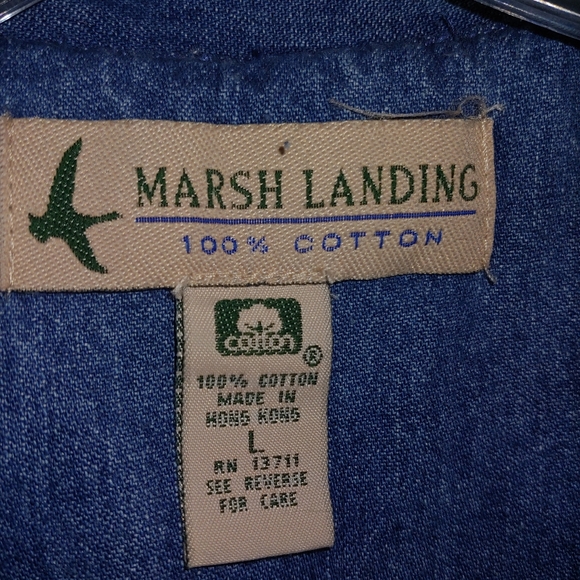 MARSH LANDING
100% COTTON
cotton
®
100% COTTON
MADE IN
HONG KONG
L
RN 13711
SEE REVERSE
FOR CARE